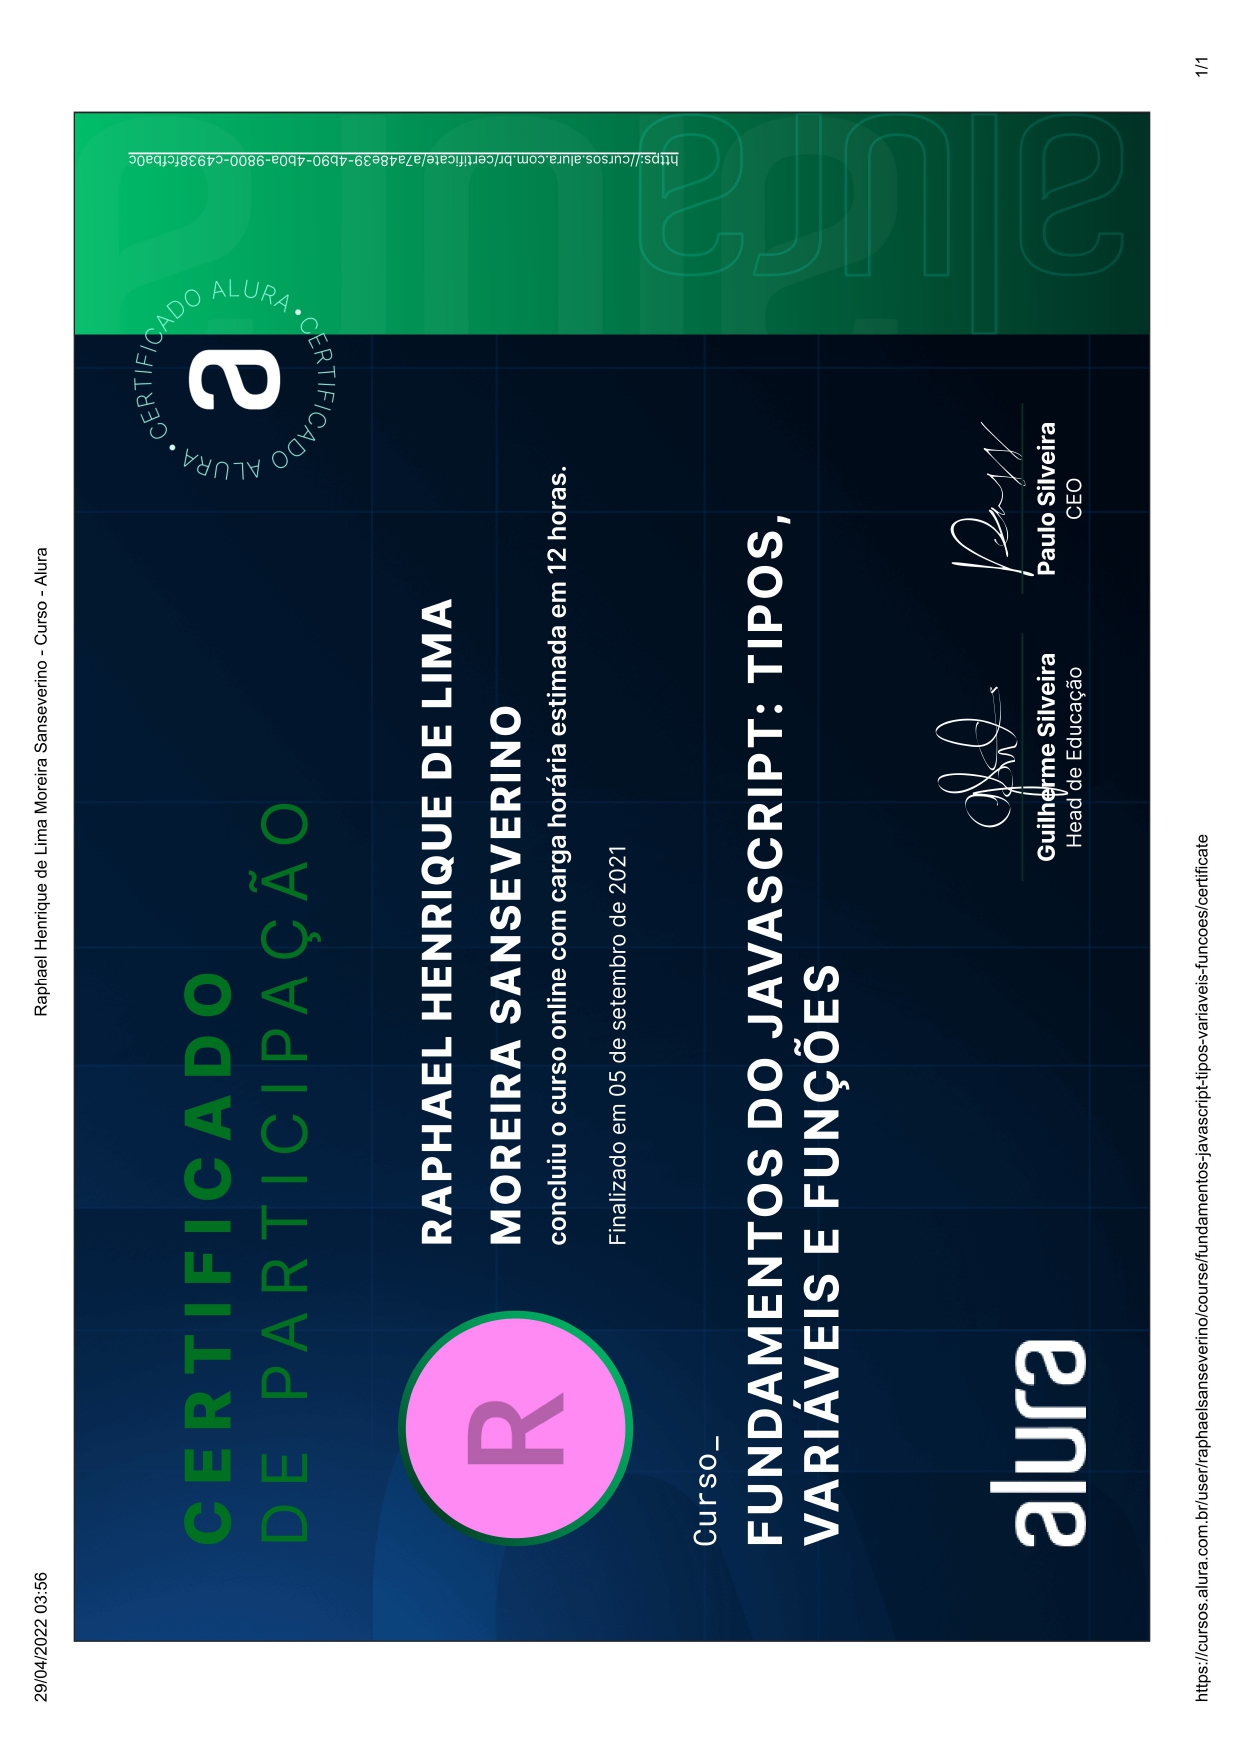 29/04/2022 03:56
Raphael Henrique de Lima Moreira Sanseverino - Curso - Alura
CERTIFICADO
DE PARTICIPAÇÃO
CERTIFICADO ALURA • CERTIFICADO ALURA •
a
https://cursos.alura.com.br/certificate/a7a48e39-4b90-4b0a-9800-c4938fcfba0c
R
RAPHAEL HENRIQUE DE LIMA
MOREIRA SANSEVERINO
concluiu o curso online com carga horária estimada em 12 horas.
Finalizado em 05 de setembro de 2021
Curso_
FUNDAMENTOS DO JAVASCRIPT: TIPOS,
VARIÁVEIS E FUNÇÕES
alura
alura
Guilherme Silveira
Head de Educação
Paulo Silveira
CEO
https://cursos.alura.com.br/user/raphaelsanseverino/course/fundamentos-javascript-tipos-variaveis-funcoes/certificate
1/1